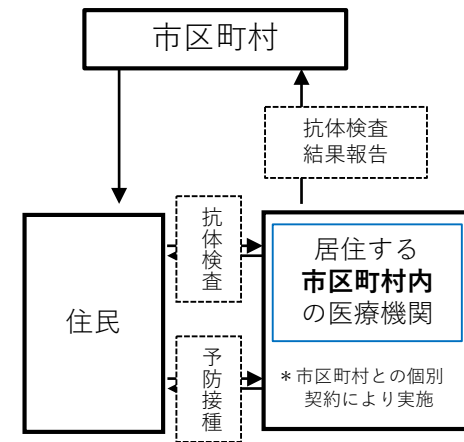 市区町村
抗体検査
結果報告
抗体検査
住民
居住する
市区町村内
の医療機関
予防接種
＊市区町村との個別
契約により実施